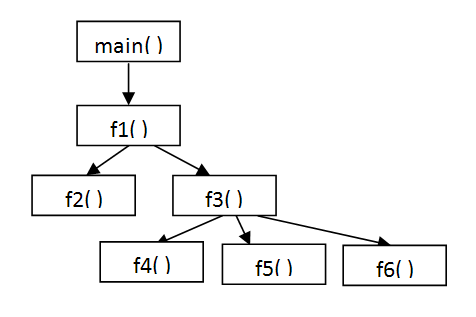 main( )
f1( )
f2( )
f3( )
f4( )
f5( )
f6( )